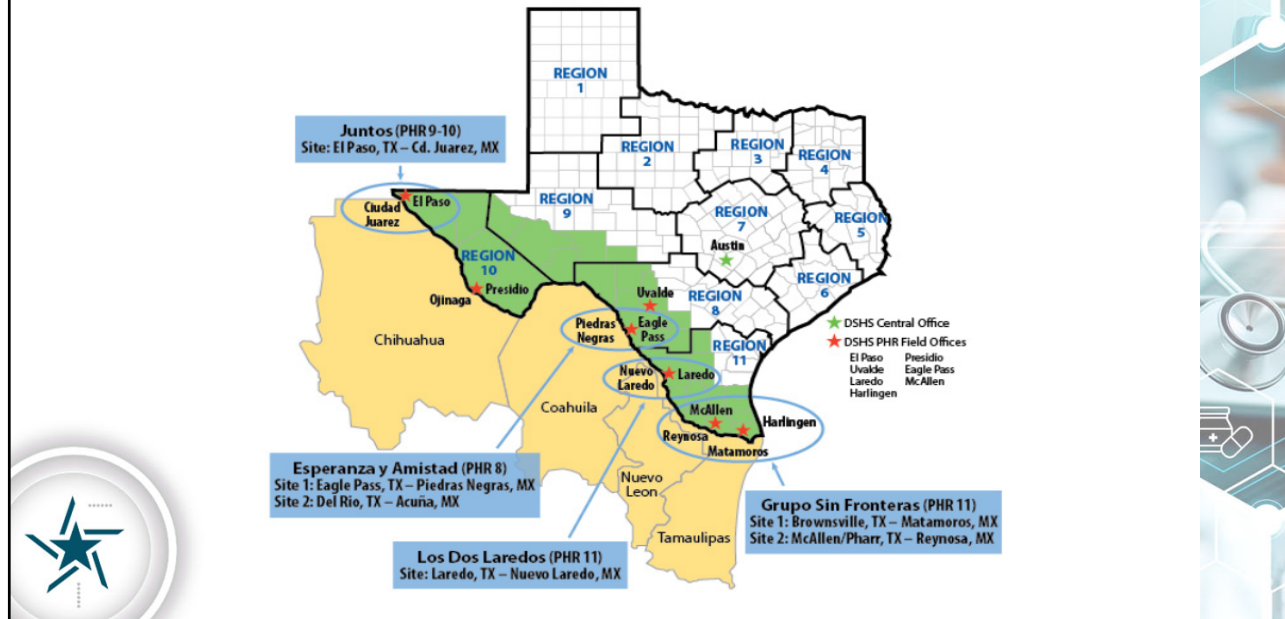 REGION
1
Juntos (PHR 9-10)
Site: El Paso, TX – Cd. Juarez, MX
REGION
2
REGION
3
REGION
4
El Paso
Ciudad
Juarez
REGION
9
REGION
7
Austin
REGION
5
REGION
10
Presidio
Ojinaga
REGION
6
Uvalde
REGION
8
Piedras
Negras
Eagle
Pass
DSHS Central Office
DSHS PHR Field Offices
El Paso Presidio
Uvalde Eagle Pass
Laredo McAllen
Harlingen
Chihuahua
REGION
11
Nuevo
Laredo
Laredo
Coahuila
McAllen
Harlingen
Reynosa
Matamoros
Esperanza y Amistad (PHR 8)
Site 1: Eagle Pass, TX – Piedras Negras, MX
Site 2: Del Rio, TX – Acuña, MX
Nuevo
Leon
Grupo Sin Fronteras (PHR 11)
Site 1: Brownsville, TX – Matamoros, MX
Site 2: McAllen/Pharr, TX – Reynosa, MX
Tamaulipas
Los Dos Laredos (PHR 11)
Site: Laredo, TX – Nuevo Laredo, MX